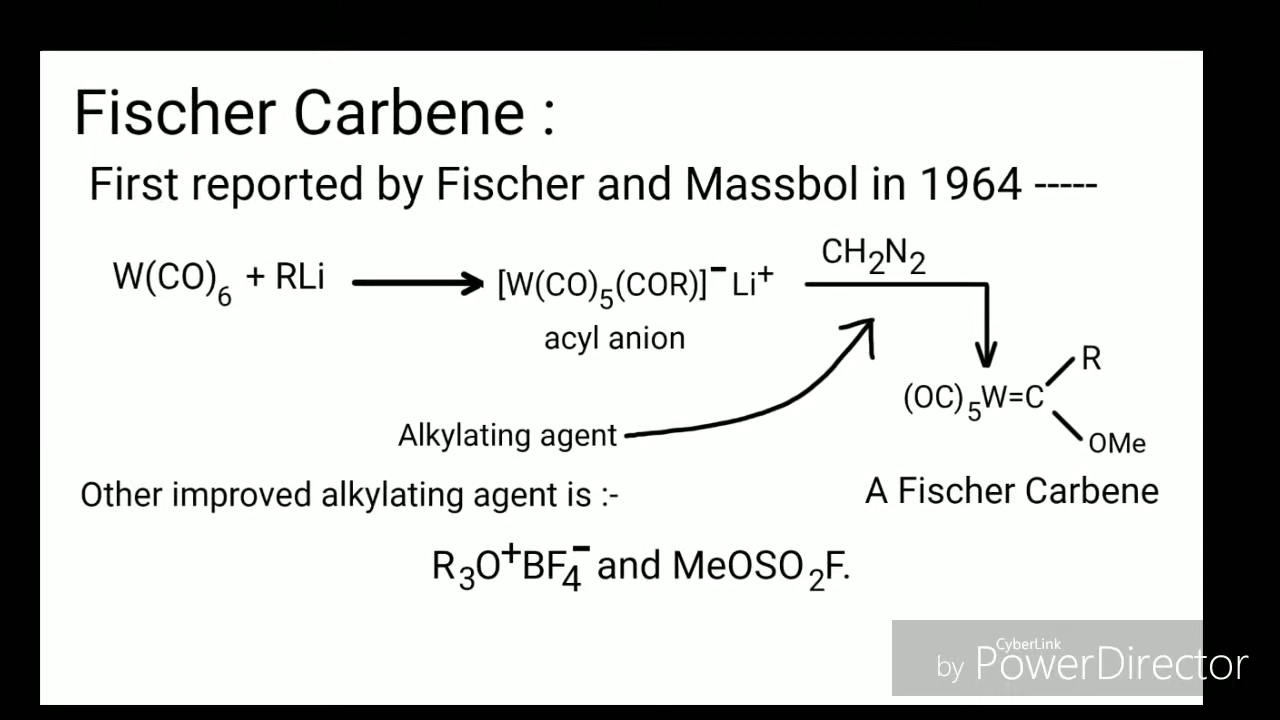 Fischer Carbene :
First reported by Fischer and Massbol in 1964 -----
CH₂N₂
W(CO)₆ + RLi
[W(CO)₅(COR)]⁻ Li⁺
acyl anion
R
(OC)₅W=C
OMe
Alkylating agent
A Fischer Carbene
Other improved alkylating agent is :-
R₃O⁺BF₄⁻ and MeOSO₂F.
CyberLink
by PowerDirector